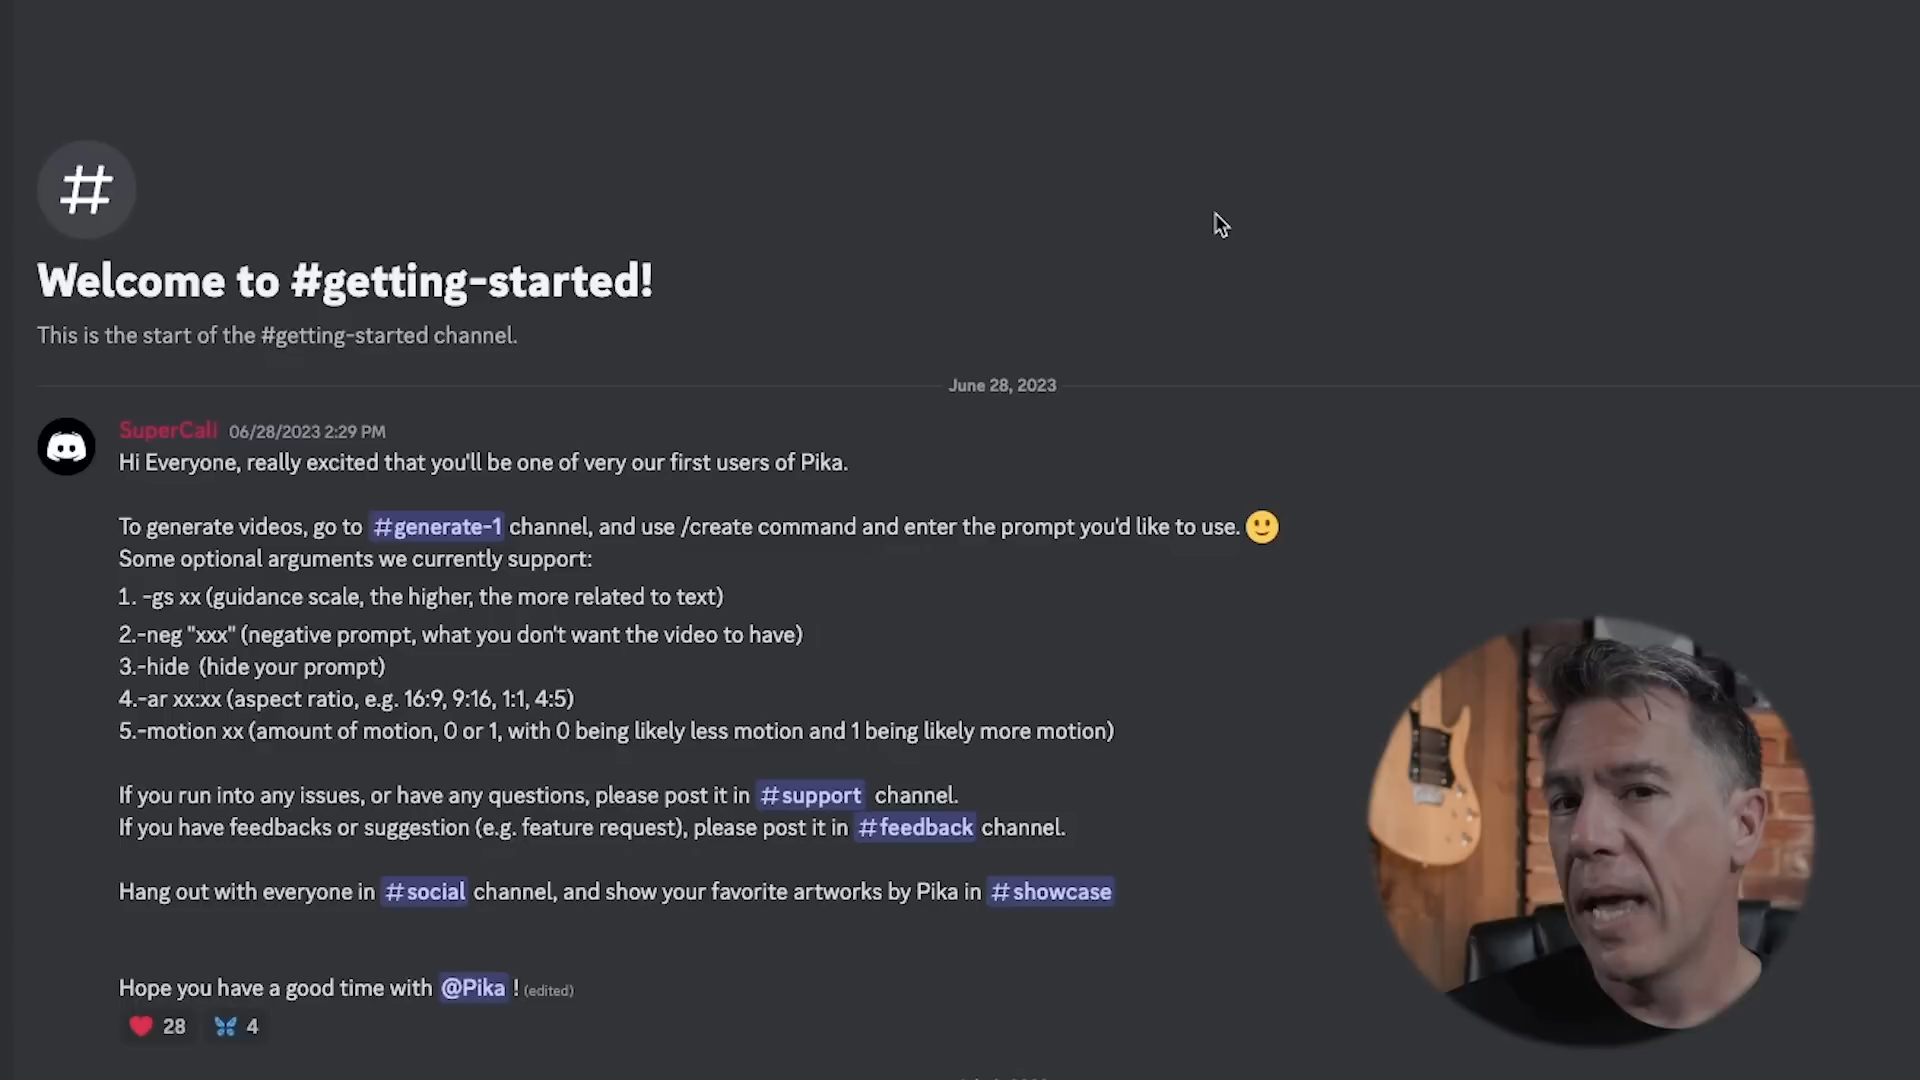 #
Welcome to #getting-started!
This is the start of the #getting-started channel.
June 28, 2023
SuperCali 06/28/2023 2:29 PM
Hi Everyone, really excited that you'll be one of very our first users of Pika.
To generate videos, go to #generate-1 channel, and use /create command and enter the prompt you'd like to use. 🙂
Some optional arguments we currently support:
1. -gs xx (guidance scale, the higher, the more related to text)
2.-neg "xxx" (negative prompt, what you don't want the video to have)
3.-hide (hide your prompt)
4.-ar xx:xx (aspect ratio, e.g. 16:9, 9:16, 1:1, 4:5)
5.-motion xx (amount of motion, 0 or 1, with 0 being likely less motion and 1 being likely more motion)
If you run into any issues, or have any questions, please post it in #support channel.
If you have feedbacks or suggestion (e.g. feature request), please post it in #feedback channel.
Hang out with everyone in #social channel, and show your favorite artworks by Pika in #showcase
Hope you have a good time with @Pika ! (edited)
❤️ 28 🦋 4